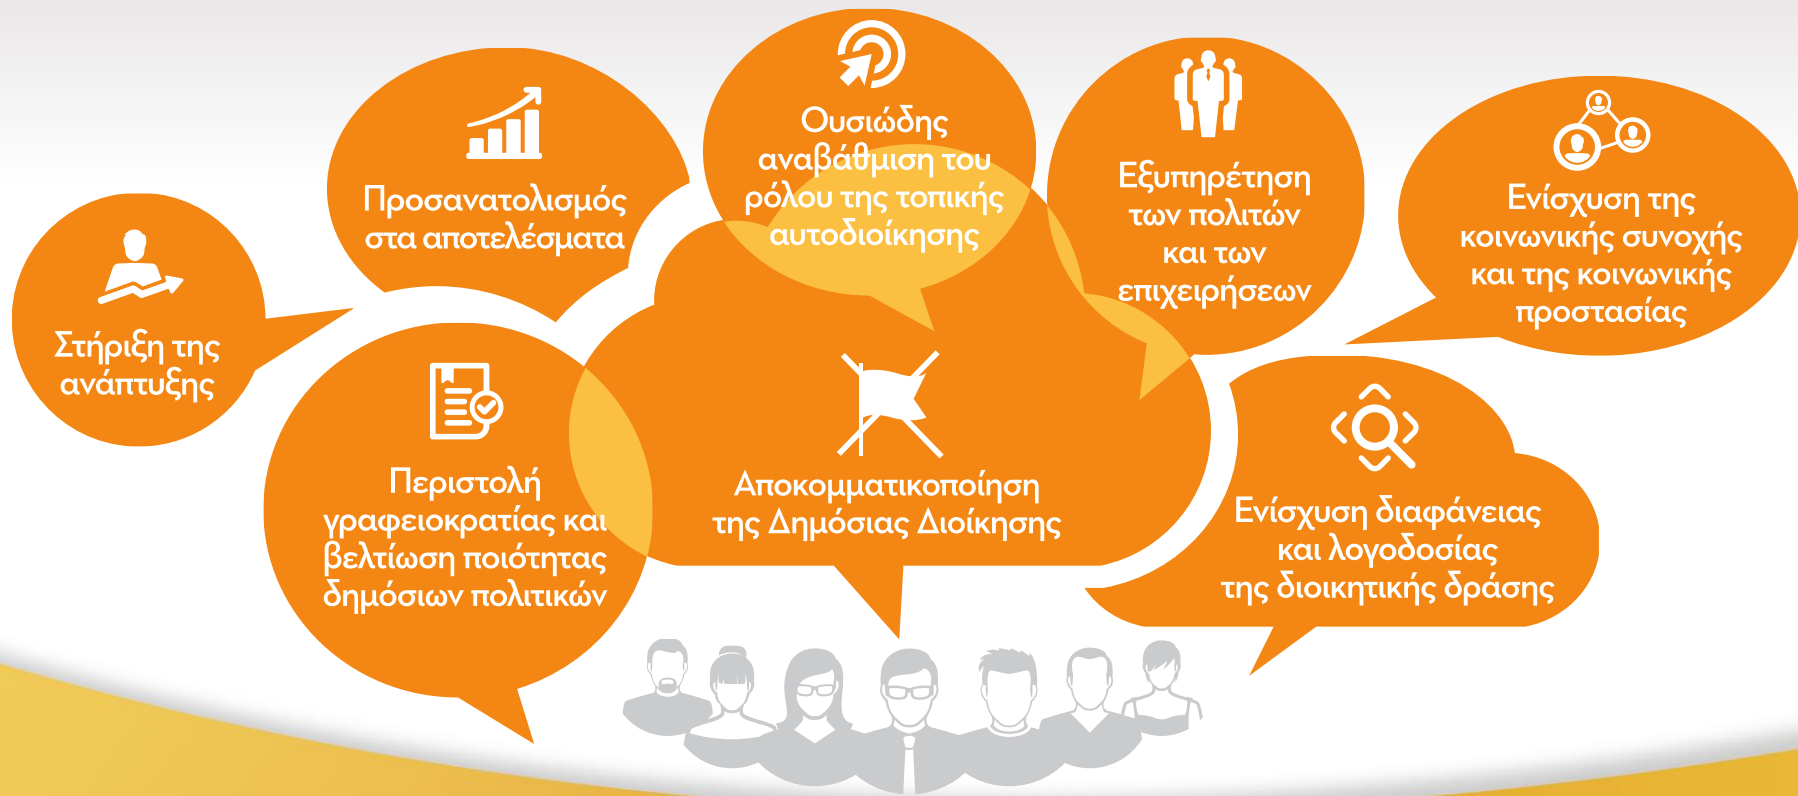 Στήριξη της
ανάπτυξης
Προσανατολισμός
στα αποτελέσματα
Ουσιώδης
αναβάθμιση του
ρόλου της τοπικής
αυτοδιοίκησης
Εξυπηρέτηση
των πολιτών
και των
επιχειρήσεων
Ενίσχυση της
κοινωνικής συνοχής
και της κοινωνικής
προστασίας
Περιστολή
γραφειοκρατίας και
βελτίωση ποιότητας
δημόσιων πολιτικών
Αποκομματικοποίηση
της Δημόσιας Διοίκησης
Ενίσχυση διαφάνειας
και λογοδοσίας
της διοικητικής δράσης